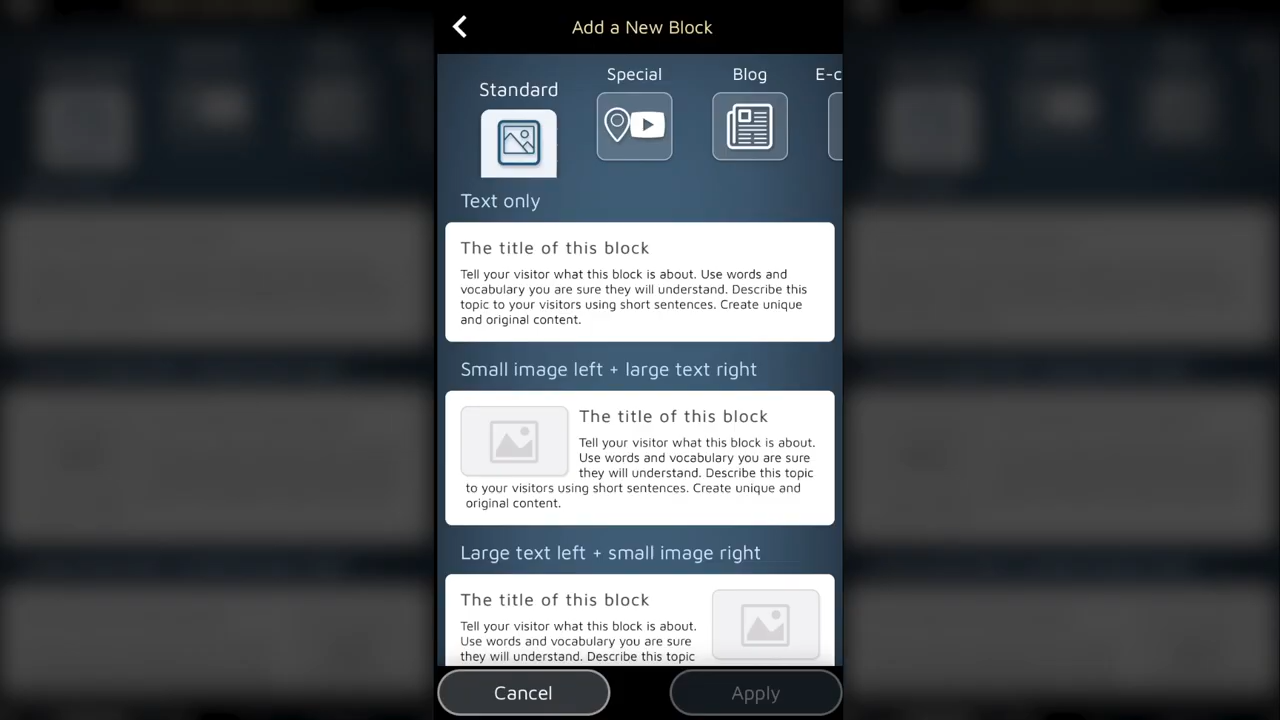 Add a New Block
Standard
Special
Blog
E-c
Text only
The title of this block
Tell your visitor what this block is about. Use words and
vocabulary you are sure they will understand. Describe this
topic to your visitors using short sentences. Create unique
and original content.
Small image left + large text right
The title of this block
Tell your visitor what this block is about.
Use words and vocabulary you are sure
they will understand. Describe this topic
to your visitors using short sentences. Create unique and
original content.
Large text left + small image right
The title of this block
Tell your visitor what this block is about.
Use words and vocabulary you are sure
they will understand. Describe this topic
Cancel
Apply